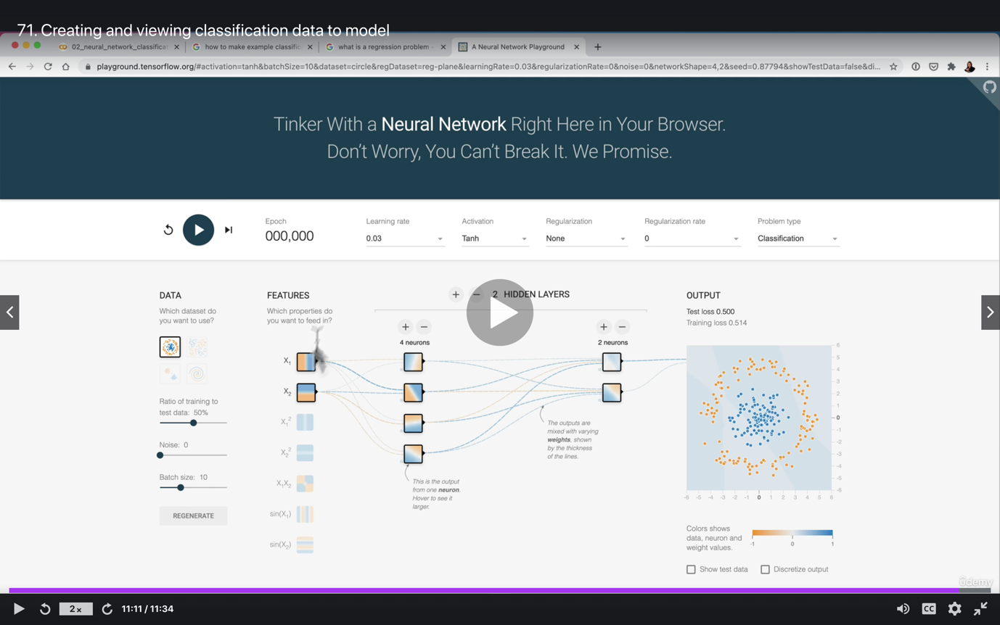 71. Creating and viewing classification data to model
02_neural_network_classificat
how to make example classific
what is a regression problem -
A Neural Network Playground
playground.tensorflow.org/#activation=tanh&batchSize=10&dataset=circle&regDataset=reg-plane&learningRate=0.03&regularizationRate=0&noise=0&networkShape=4,2&seed=0.87794&showTestData=false&di...
Tinker With a Neural Network Right Here in Your Browser.
Don't Worry, You Can't Break It. We Promise.
Epoch
000,000
Learning rate
0.03
Activation
Tanh
Regularization
None
Regularization rate
0
Problem type
Classification
DATA
Which dataset do
you want to use?
Ratio of training to
test data: 50%
Noise: 0
Batch size: 10
REGENERATE
FEATURES
Which properties do
you want to feed in?
X₁
X₂
X₁²
X₂²
X₁X₂
sin(X₁)
sin(X₂)
+ − 2 HIDDEN LAYERS
+ −
4 neurons
+ −
2 neurons
The outputs are
mixed with varying
weights, shown
by the thickness
of the lines.
This is the output
from one neuron.
Hover to see it
larger.
OUTPUT
Test loss 0.500
Training loss 0.514
6
5
4
3
2
1
0
-1
-2
-3
-4
-5
-6
-6 -5 -4 -3 -2 -1 0 1 2 3 4 5 6
Colors shows
data, neuron and
weight values.
-1 0 1
Show test data
Discretize output
ûdemy
2x
11:11 / 11:34
CC